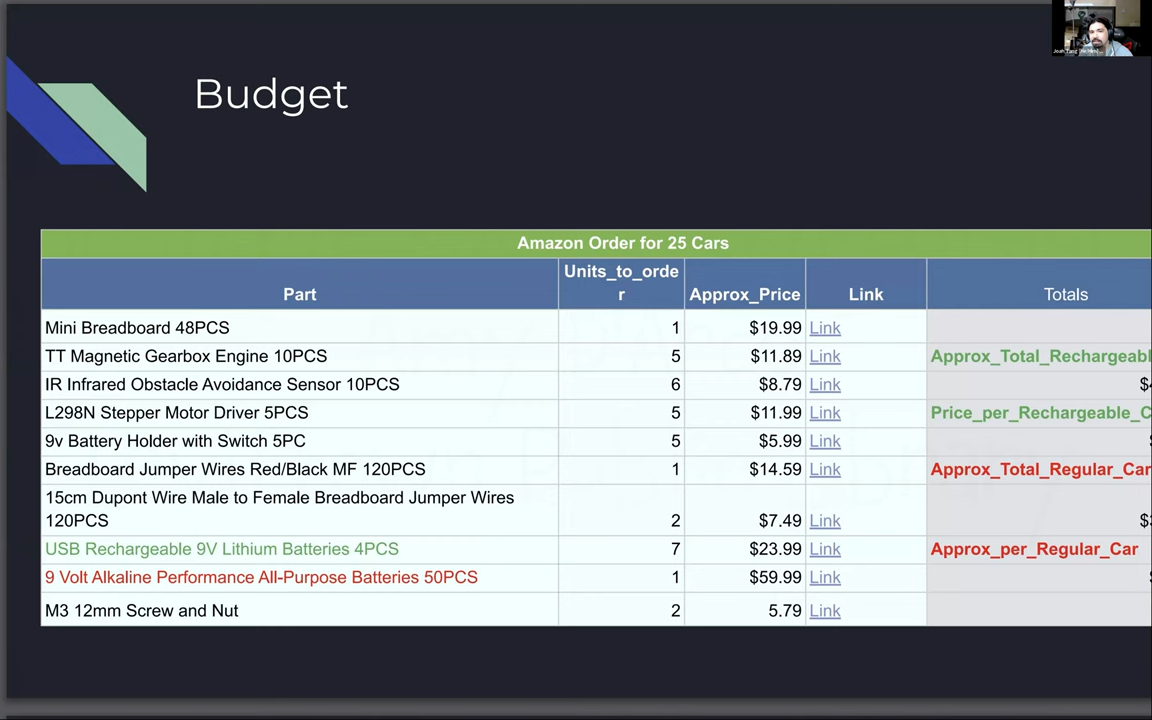 Budget
Amazon Order for 25 Cars
Part Units_to_orde
r Approx_Price Link Totals
Mini Breadboard 48PCS 1 $19.99 Link
TT Magnetic Gearbox Engine 10PCS 5 $11.89 Link Approx_Total_Rechargeabl
IR Infrared Obstacle Avoidance Sensor 10PCS 6 $8.79 Link
L298N Stepper Motor Driver 5PCS 5 $11.99 Link Price_per_Rechargeable_C
9v Battery Holder with Switch 5PC 5 $5.99 Link
Breadboard Jumper Wires Red/Black MF 120PCS 1 $14.59 Link Approx_Total_Regular_Car
15cm Dupont Wire Male to Female Breadboard Jumper Wires
120PCS 2 $7.49 Link
USB Rechargeable 9V Lithium Batteries 4PCS 7 $23.99 Link Approx_per_Regular_Car
9 Volt Alkaline Performance All-Purpose Batteries 50PCS 1 $59.99 Link
M3 12mm Screw and Nut 2 5.79 Link